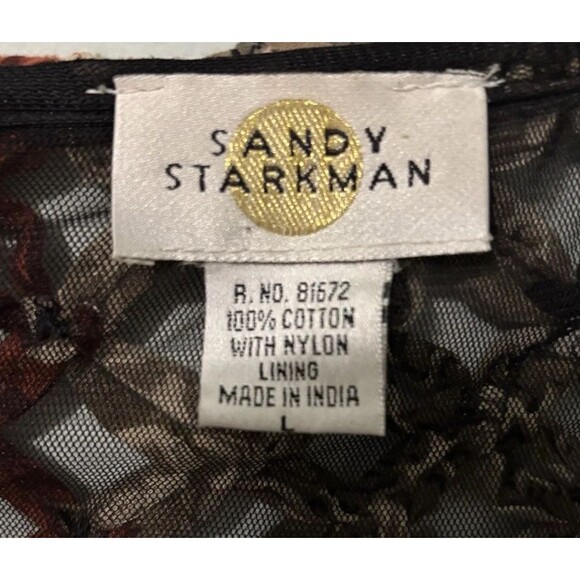 SANDY
STARKMAN
R. NO. 81672
100% COTTON
WITH NYLON
LINING
MADE IN INDIA
L